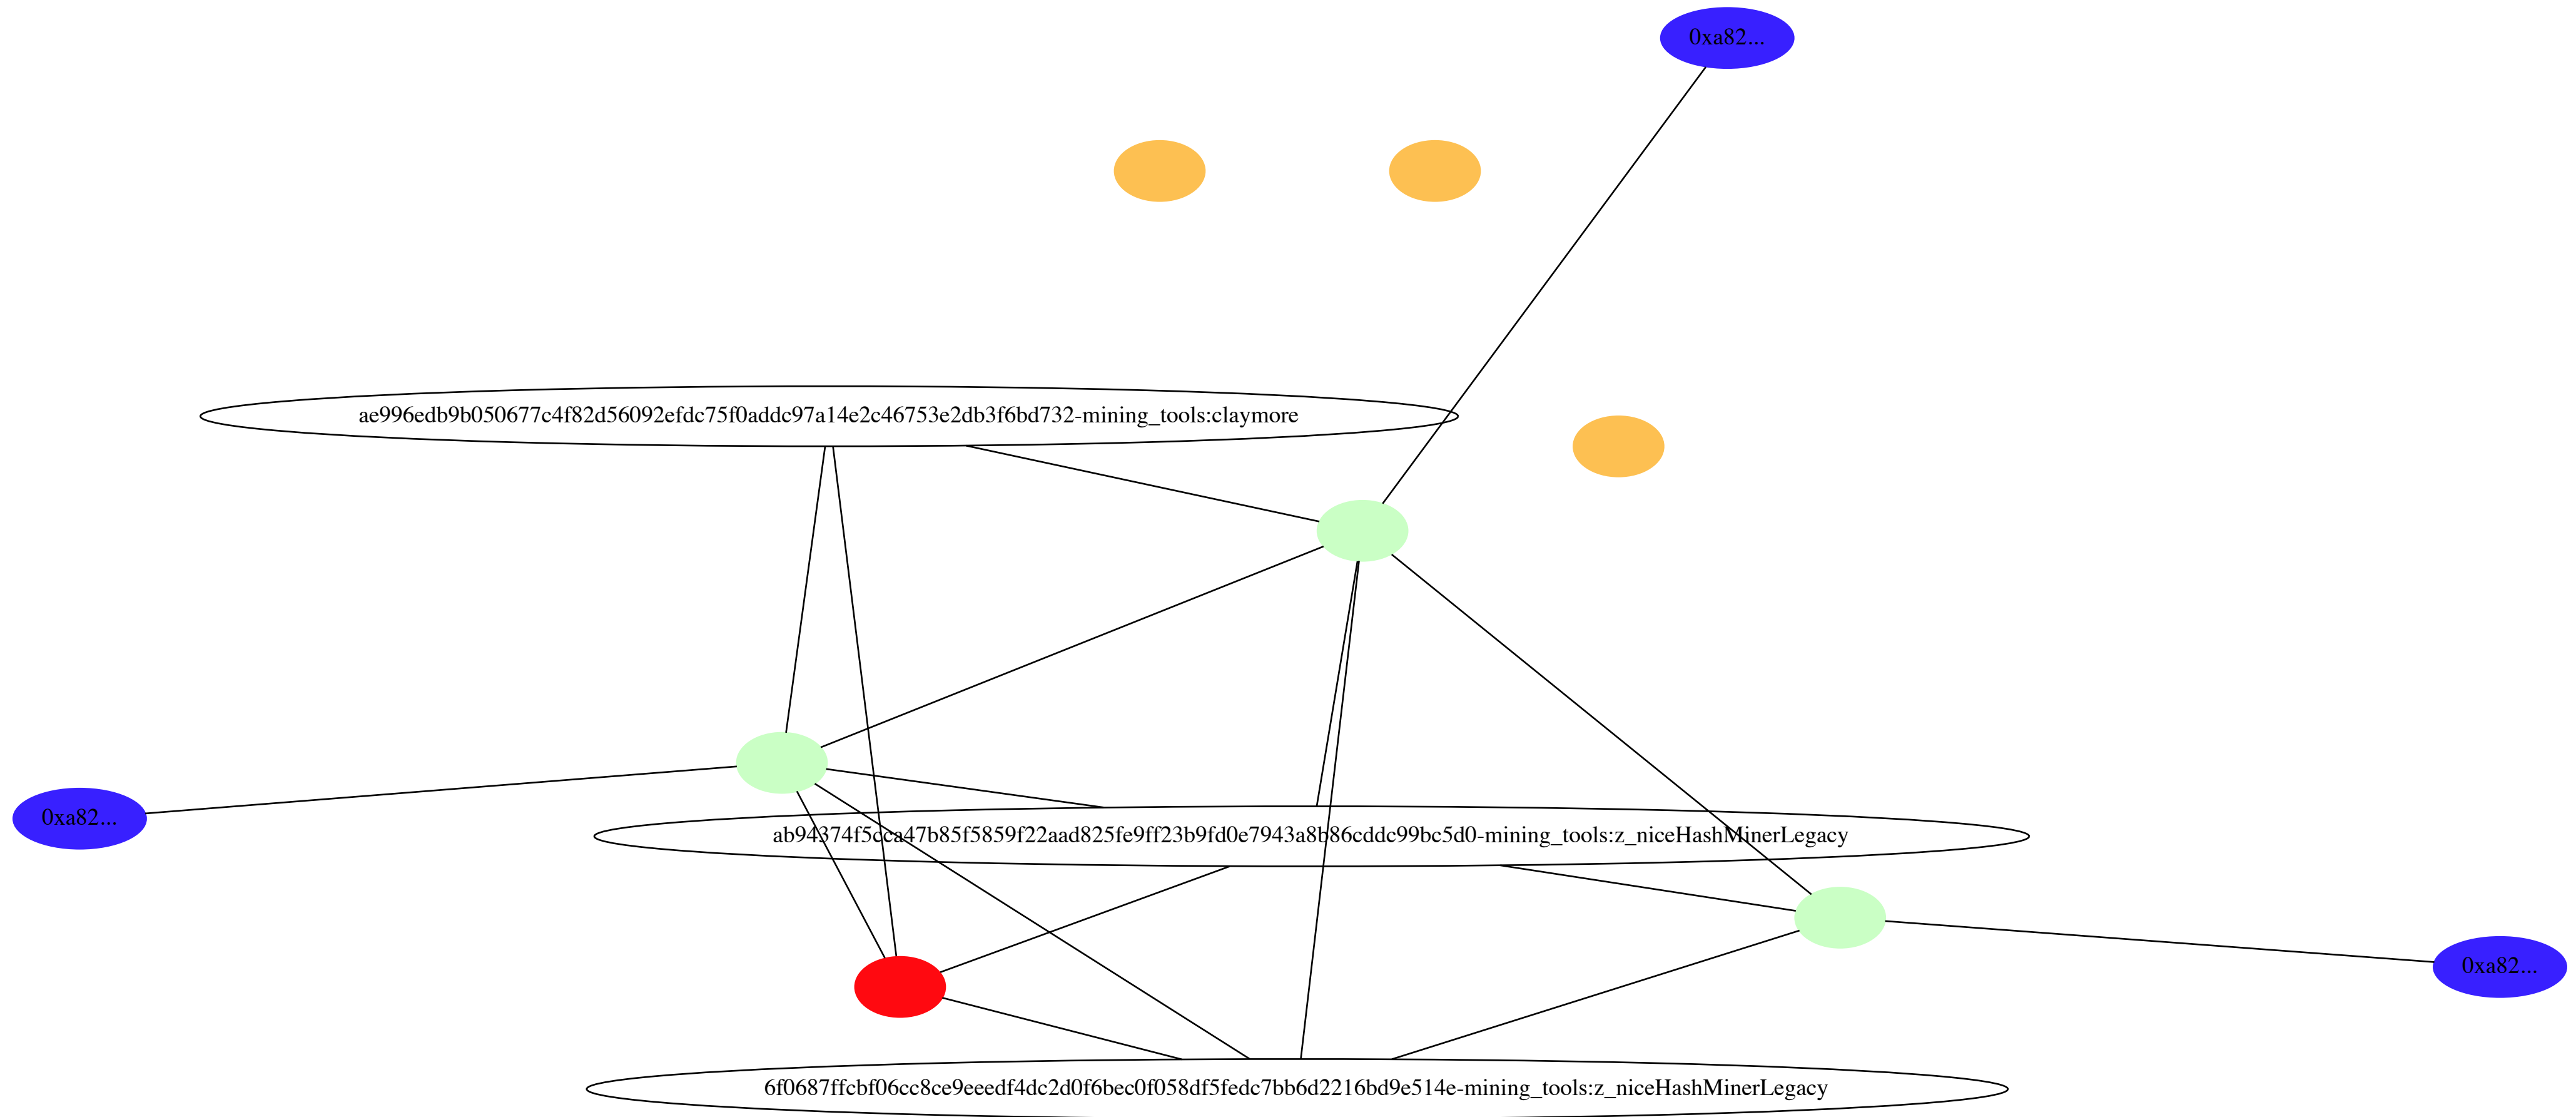 0xa82...
ae996edb9b050677c4f82d56092efdc75f0addc97a14e2c46753e2db3f6bd732-mining_tools:claymore
0xa82...
ab94374f5cca47b85f5859f22aad825fe9ff23b9fd0e7943a8b86cddc99bc5d0-mining_tools:z_niceHashMinerLegacy
0xa82...
6f0687ffcbf06cc8ce9eeedf4dc2d0f6bec0f058df5fedc7bb6d2216bd9e514e-mining_tools:z_niceHashMinerLegacy